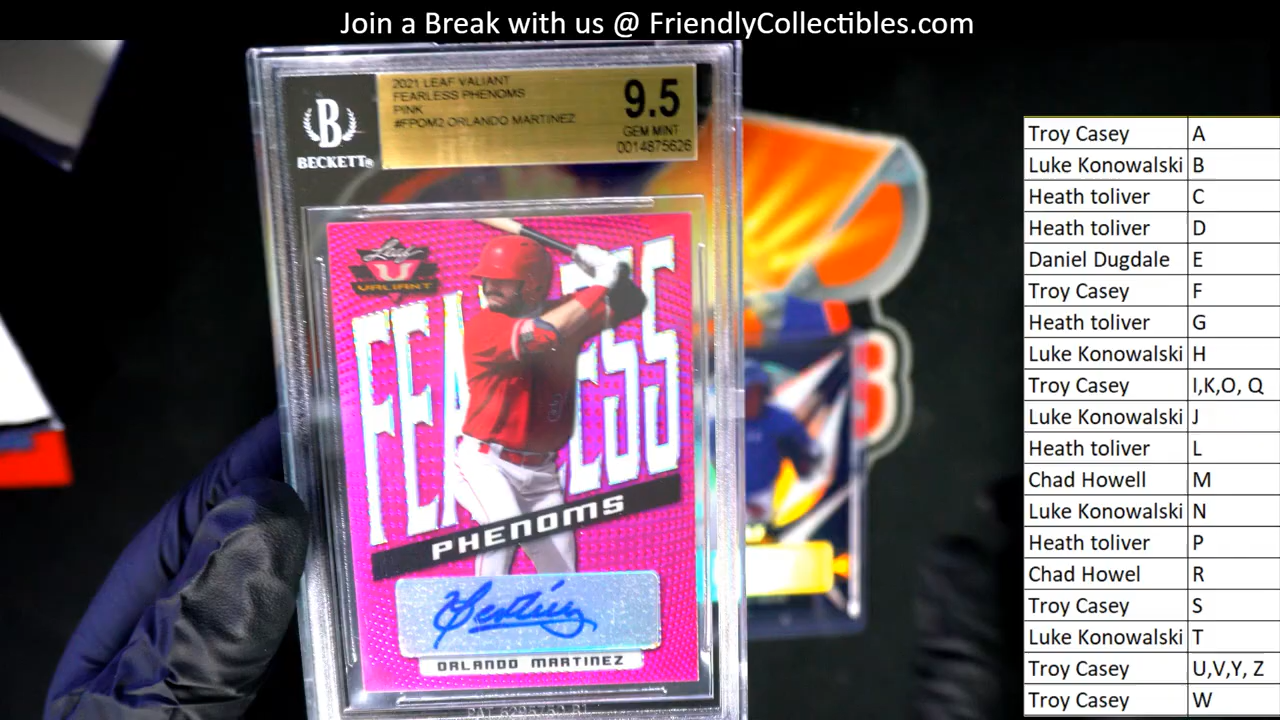 Join a Break with us @ FriendlyCollectibles.com
B
BECKETT®
2021 LEAF VALIANT
FEARLESS PHENOMS
PINK
#FPOM2 ORLANDO MARTINEZ
9.5
GEM MINT
0014875626
Leaf
VALIANT
FEARLESS
PHENOMS
ORLANDO MARTINEZ
Troy Casey A
Luke Konowalski B
Heath toliver C
Heath toliver D
Daniel Dugdale E
Troy Casey F
Heath toliver G
Luke Konowalski H
Troy Casey I,K,O, Q
Luke Konowalski J
Heath toliver L
Chad Howell M
Luke Konowalski N
Heath toliver P
Chad Howel R
Troy Casey S
Luke Konowalski T
Troy Casey U,V,Y, Z
Troy Casey W